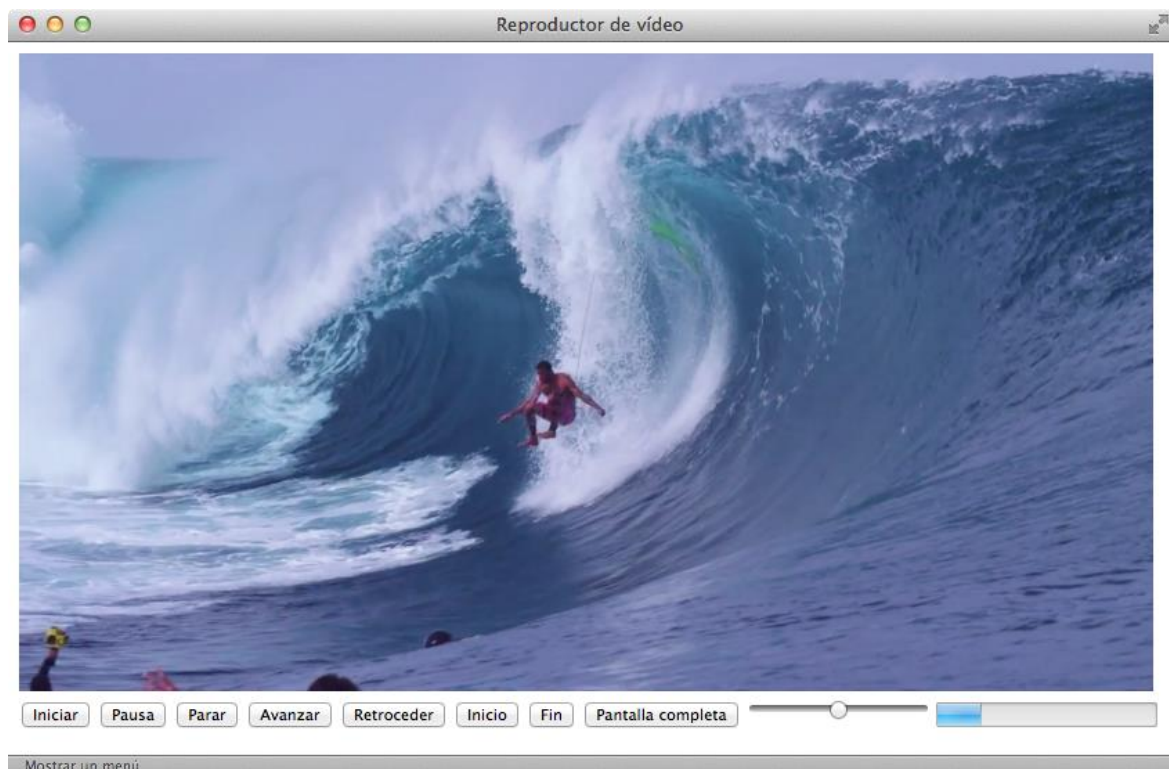 Reproductor de vídeo
Iniciar Pausa Parar Avanzar Retroceder Inicio Fin Pantalla completa
Mostrar un menú